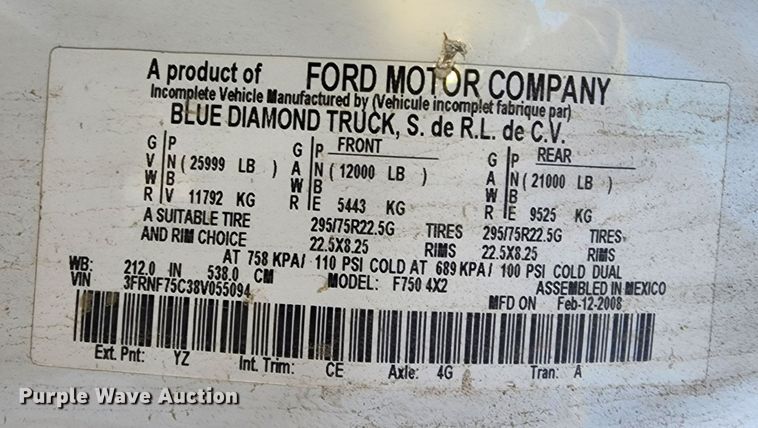 A product of FORD MOTOR COMPANY
Incomplete Vehicle Manufactured by (Vehicule incomplet fabrique par)
BLUE DIAMOND TRUCK, S. de R.L. de C.V.
G P G P FRONT G P REAR
V N ( 25999 LB ) A N ( 12000 LB ) A N ( 21000 LB )
W B W B W B
R V 11792 KG R E 5443 KG R E 9525 KG
A SUITABLE TIRE 295/75R22.5G TIRES 295/75R22.5G TIRES
AND RIM CHOICE 22.5X8.25 RIMS 22.5X8.25 RIMS
AT 758 KPA/ 110 PSI COLD AT 689 KPA/ 100 PSI COLD DUAL
WB: 212.0 IN 538.0 CM MODEL: F750 4X2 ASSEMBLED IN MEXICO
VIN 3FRNF75C38V055094 MFD ON Feb-12-2008
Ext. Pnt: YZ Int. Trim: CE Axle: 4G Tran: A
Purple Wave Auction